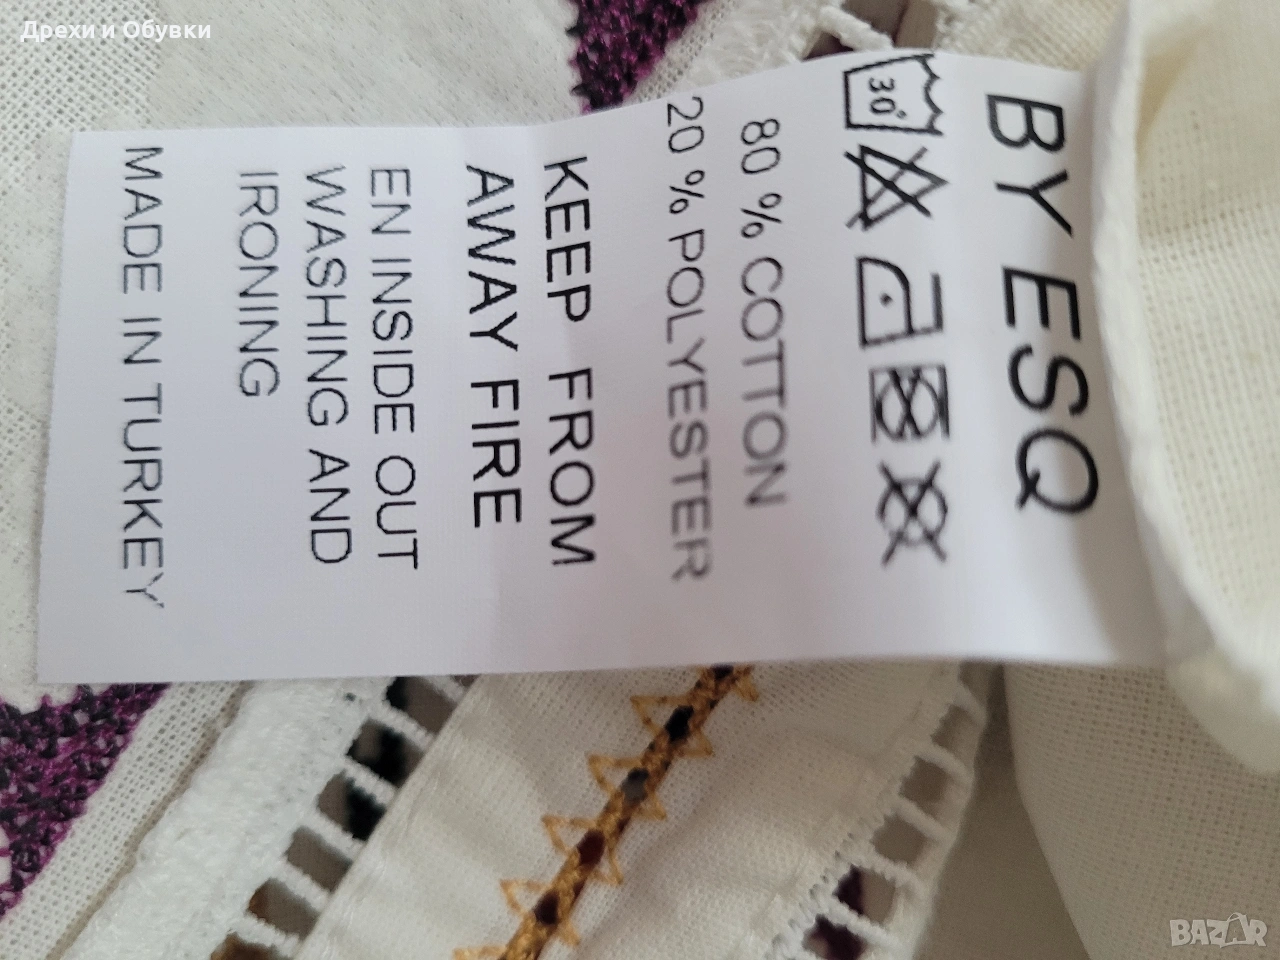 Дрехи и Обувки
BY ESQ
30°
80 % COTTON
20 % POLYESTER
KEEP FROM
AWAY FIRE
EN INSIDE OUT
WASHING AND
IRONING
MADE IN TURKEY
BAZAR